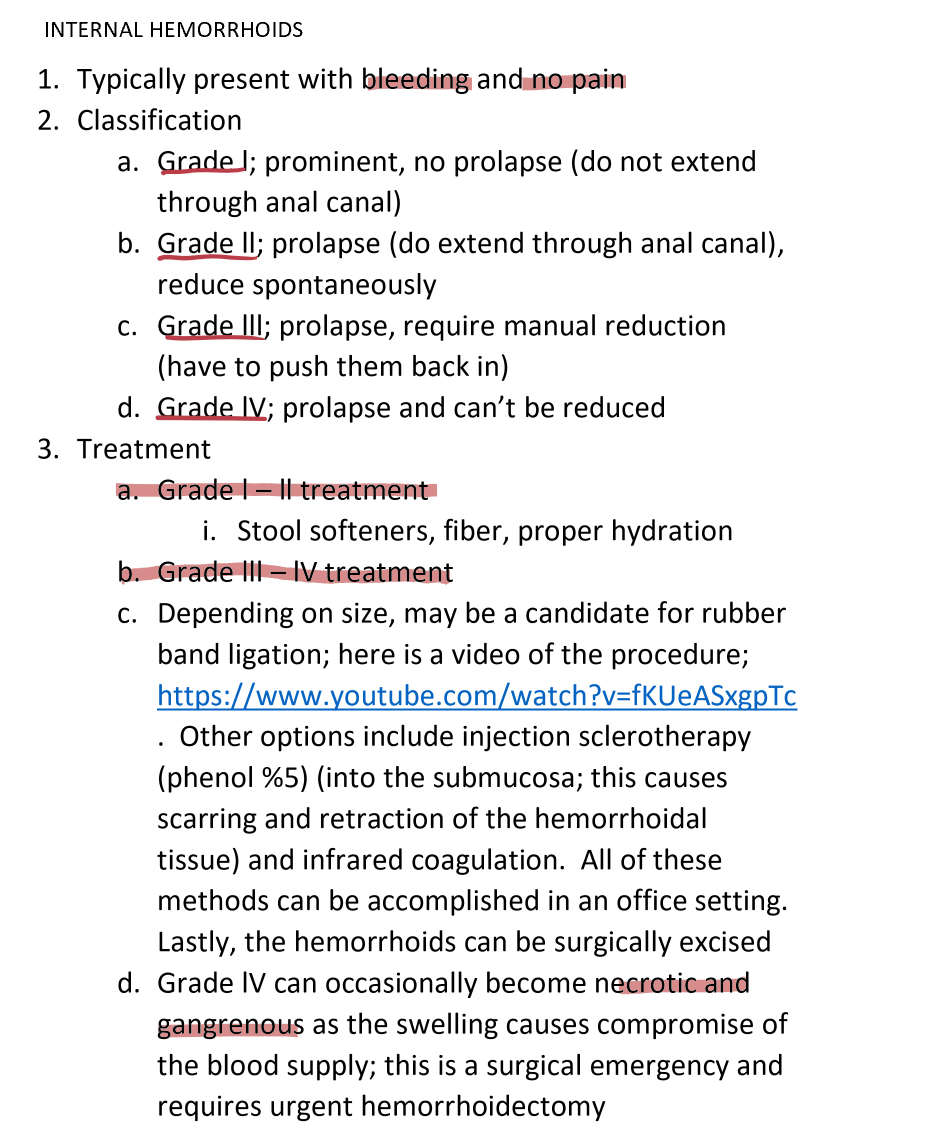 INTERNAL HEMORRHOIDS
1. Typically present with bleeding and no pain
2. Classification
a. Grade I; prominent, no prolapse (do not extend
through anal canal)
b. Grade II; prolapse (do extend through anal canal),
reduce spontaneously
c. Grade III; prolapse, require manual reduction
(have to push them back in)
d. Grade IV; prolapse and can’t be reduced
3. Treatment
a. Grade I – II treatment
i. Stool softeners, fiber, proper hydration
b. Grade III – IV treatment
c. Depending on size, may be a candidate for rubber
band ligation; here is a video of the procedure;
https://www.youtube.com/watch?v=fKUeASxgpTc
. Other options include injection sclerotherapy
(phenol %5) (into the submucosa; this causes
scarring and retraction of the hemorrhoidal
tissue) and infrared coagulation. All of these
methods can be accomplished in an office setting.
Lastly, the hemorrhoids can be surgically excised
d. Grade IV can occasionally become necrotic and
gangrenous as the swelling causes compromise of
the blood supply; this is a surgical emergency and
requires urgent hemorrhoidectomy